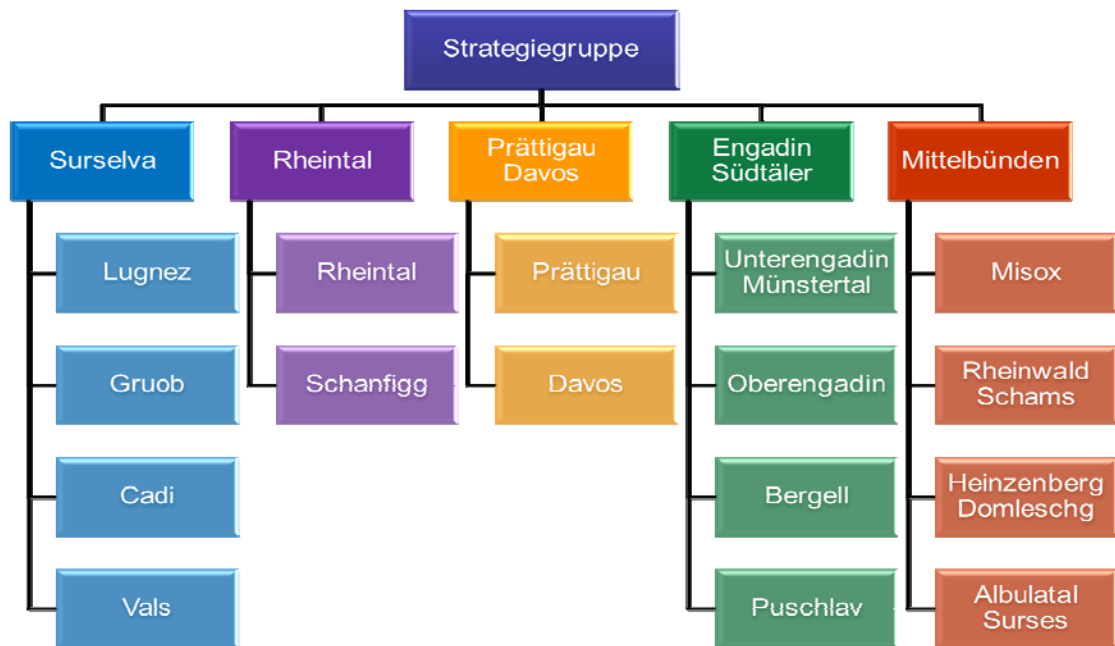 Strategiegruppe
Surselva
Rheintal
Prättigau
Davos
Engadin
Südtäler
Mittelbünden
Lugnez
Gruob
Cadi
Vals
Rheintal
Schanfigg
Prättigau
Davos
Unterengadin
Münstertal
Oberengadin
Bergell
Puschlav
Misox
Rheinwald
Schams
Heinzenberg
Domleschg
Albulatal
Surses